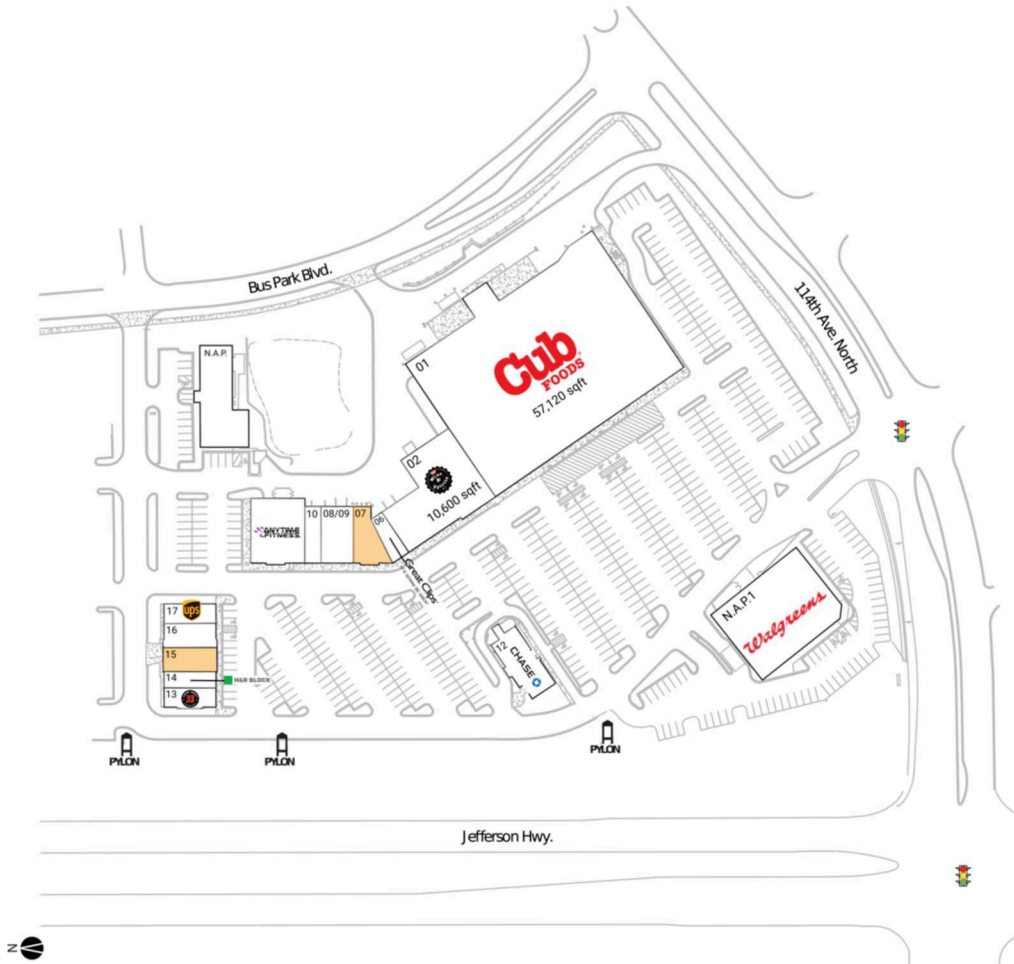 Bus Park Blvd.
114th Ave. North
N.A.P.
01
Cub
FOODS
57,120 sqft
02
10,600 sqft
ANYTIME
FITNESS
10
08/09
07
06
Great Clips
N.A.P.1
Walgreens
17
ups
16
15
14
H&R BLOCK
13
33
12
CHASE
PYLON
PYLON
PYLON
Jefferson Hwy.
N